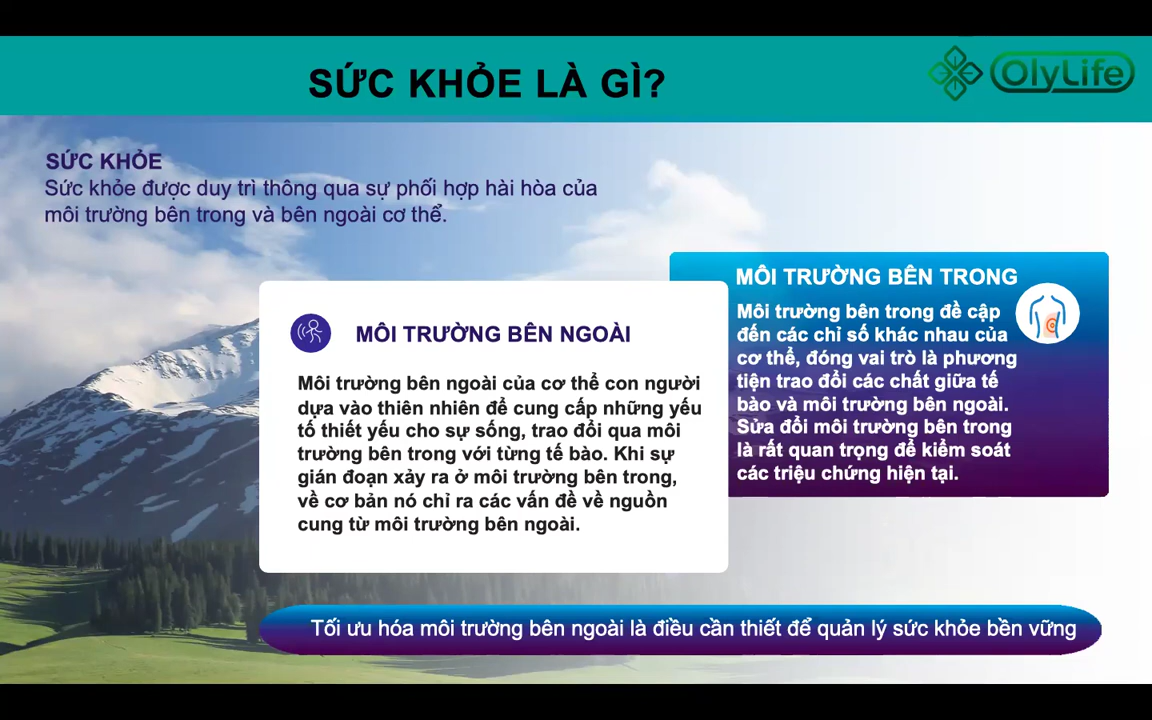 SỨC KHỎE LÀ GÌ?
OlyLife
SỨC KHỎE
Sức khỏe được duy trì thông qua sự phối hợp hài hòa của
môi trường bên trong và bên ngoài cơ thể.
MÔI TRƯỜNG BÊN NGOÀI
Môi trường bên ngoài của cơ thể con người
dựa vào thiên nhiên để cung cấp những yếu
tố thiết yếu cho sự sống, trao đổi qua môi
trường bên trong với từng tế bào. Khi sự
gián đoạn xảy ra ở môi trường bên trong,
về cơ bản nó chỉ ra các vấn đề về nguồn
cung từ môi trường bên ngoài.
MÔI TRƯỜNG BÊN TRONG
Môi trường bên trong đề cập
đến các chỉ số khác nhau của
cơ thể, đóng vai trò là phương
tiện trao đổi các chất giữa tế
bào và môi trường bên ngoài.
Sửa đổi môi trường bên trong
là rất quan trọng để kiểm soát
các triệu chứng hiện tại.
Tối ưu hóa môi trường bên ngoài là điều cần thiết để quản lý sức khỏe bền vững